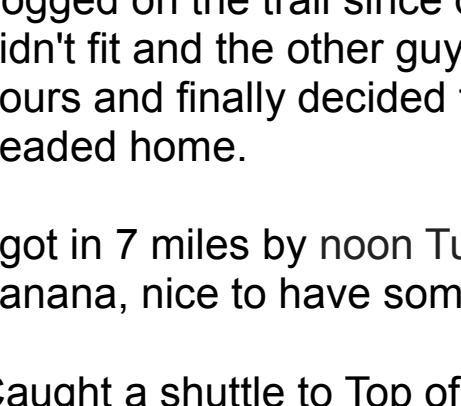 ogged on the trail since
idn't fit and the other guy
ours and finally decided
eaded home.
got in 7 miles by noon Tu
anana, nice to have som
Caught a shuttle to Top of